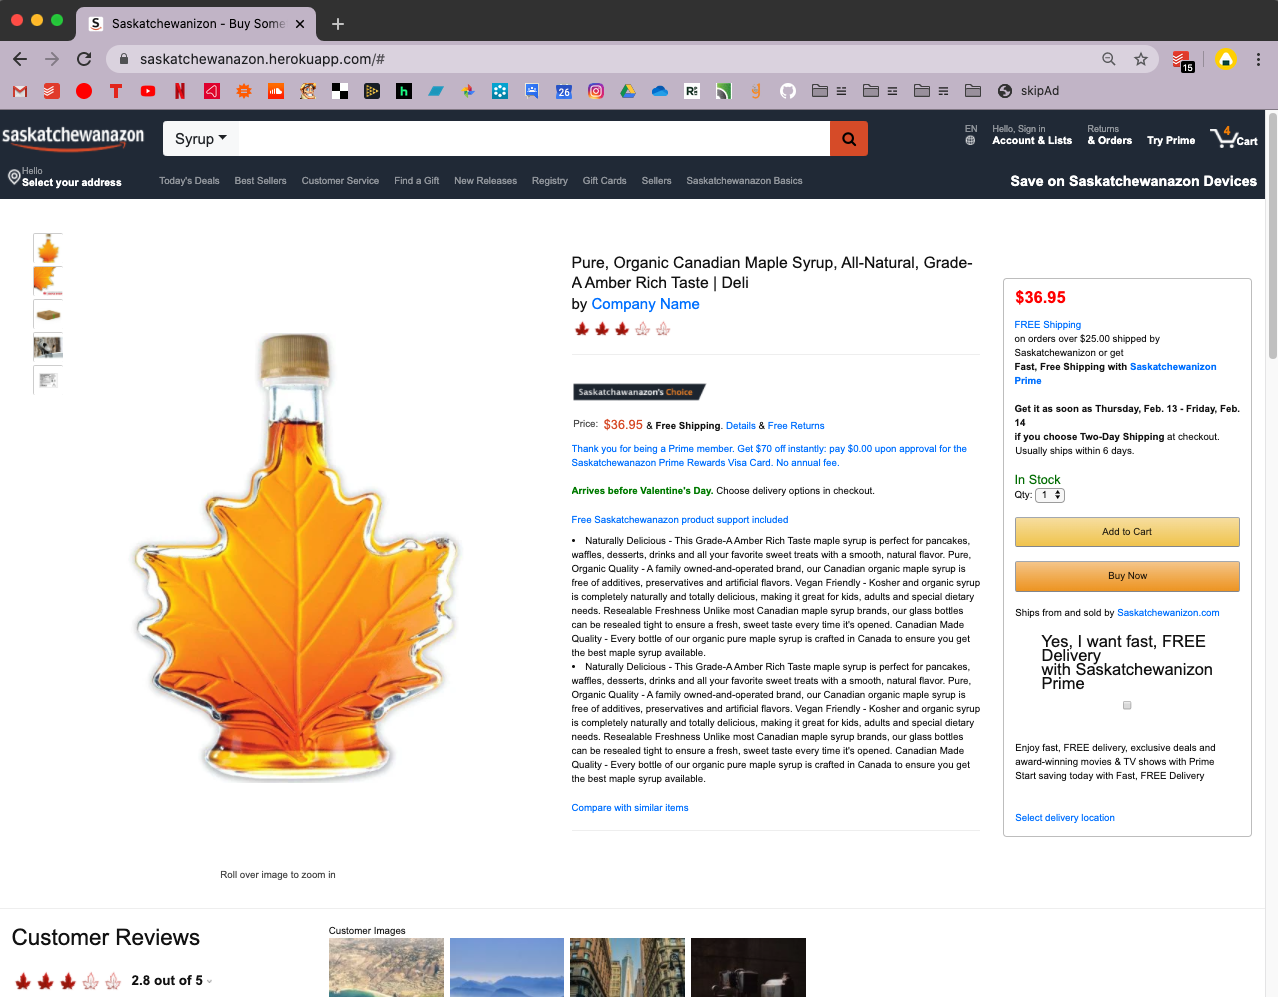 Saskatchewanizon - Buy Some
saskatchewanazon.herokuapp.com/#
15
26
skipAd
saskatchewanazon
Syrup
EN
Hello, Sign in
Account & Lists
Returns
& Orders
Try Prime
4
Cart
Hello
Select your address
Today's Deals Best Sellers Customer Service Find a Gift New Releases Registry Gift Cards Sellers Saskatchewanazon Basics
Save on Saskatchewanazon Devices
Pure, Organic Canadian Maple Syrup, All-Natural, Grade-
A Amber Rich Taste | Deli
by Company Name
Saskatchawanazon's Choice
Price: $36.95 & Free Shipping. Details & Free Returns
Thank you for being a Prime member. Get $70 off instantly: pay $0.00 upon approval for the
Saskatchewanazon Prime Rewards Visa Card. No annual fee.
Arrives before Valentine's Day. Choose delivery options in checkout.
Free Saskatchewanazon product support included
• Naturally Delicious - This Grade-A Amber Rich Taste maple syrup is perfect for pancakes,
waffles, desserts, drinks and all your favorite sweet treats with a smooth, natural flavor. Pure,
Organic Quality - A family owned-and-operated brand, our Canadian organic maple syrup is
free of additives, preservatives and artificial flavors. Vegan Friendly - Kosher and organic syrup
is completely naturally and totally delicious, making it great for kids, adults and special dietary
needs. Resealable Freshness Unlike most Canadian maple syrup brands, our glass bottles
can be resealed tight to ensure a fresh, sweet taste every time it's opened. Canadian Made
Quality - Every bottle of our organic pure maple syrup is crafted in Canada to ensure you get
the best maple syrup available.
• Naturally Delicious - This Grade-A Amber Rich Taste maple syrup is perfect for pancakes,
waffles, desserts, drinks and all your favorite sweet treats with a smooth, natural flavor. Pure,
Organic Quality - A family owned-and-operated brand, our Canadian organic maple syrup is
free of additives, preservatives and artificial flavors. Vegan Friendly - Kosher and organic syrup
is completely naturally and totally delicious, making it great for kids, adults and special dietary
needs. Resealable Freshness Unlike most Canadian maple syrup brands, our glass bottles
can be resealed tight to ensure a fresh, sweet taste every time it's opened. Canadian Made
Quality - Every bottle of our organic pure maple syrup is crafted in Canada to ensure you get
the best maple syrup available.
Compare with similar items
$36.95
FREE Shipping
on orders over $25.00 shipped by
Saskatchewanizon or get
Fast, Free Shipping with Saskatchewanizon
Prime
Get it as soon as Thursday, Feb. 13 - Friday, Feb.
14
if you choose Two-Day Shipping at checkout.
Usually ships within 6 days.
In Stock
Qty: 1
Add to Cart
Buy Now
Ships from and sold by Saskatchewanizon.com
Yes, I want fast, FREE
Delivery
with Saskatchewanizon
Prime
Enjoy fast, FREE delivery, exclusive deals and
award-winning movies & TV shows with Prime
Start saving today with Fast, FREE Delivery
Select delivery location
Roll over image to zoom in
Customer Reviews
2.8 out of 5
Customer Images